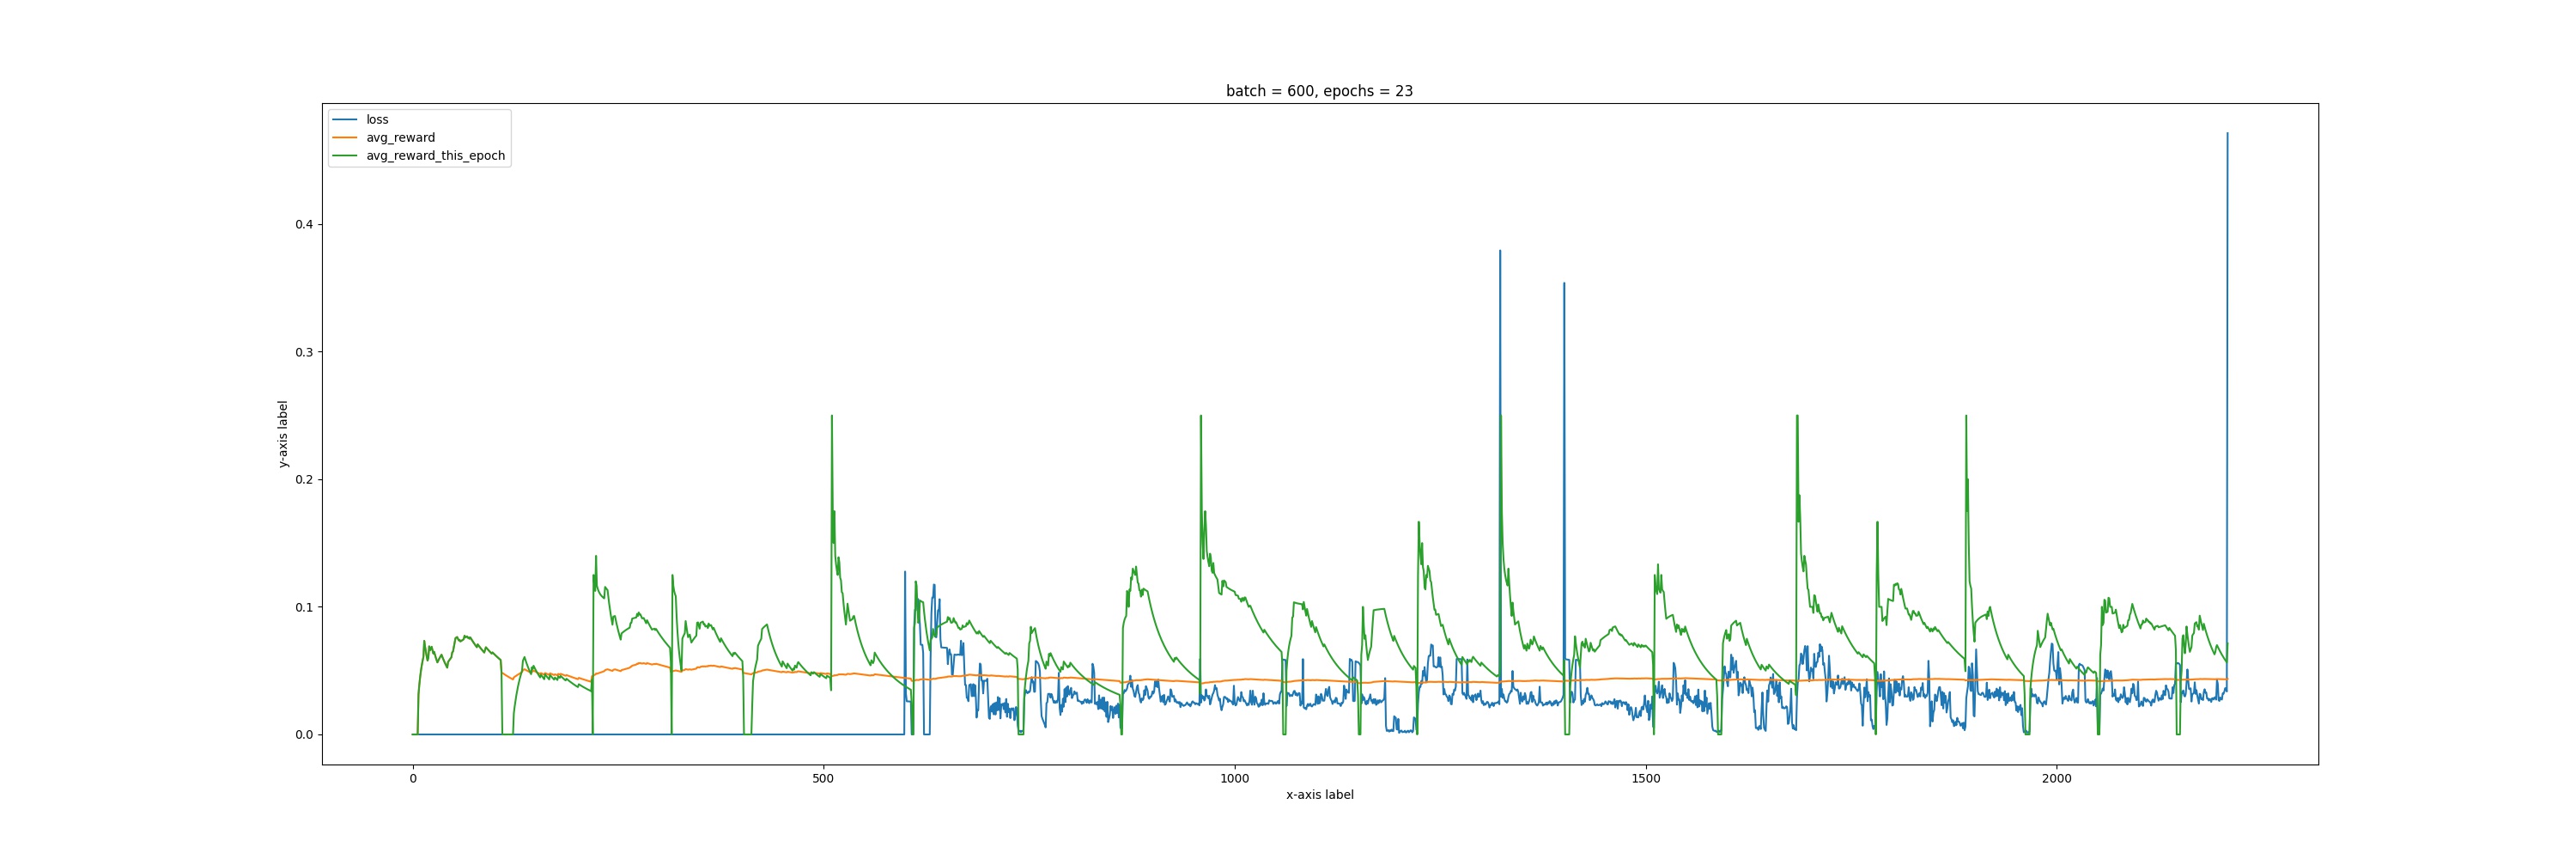 batch = 600, epochs = 23
loss
avg_reward
avg_reward_this_epoch
0.4
0.3
0.2
0.1
0.0
y-axis label
0 500 1000 1500 2000
x-axis label